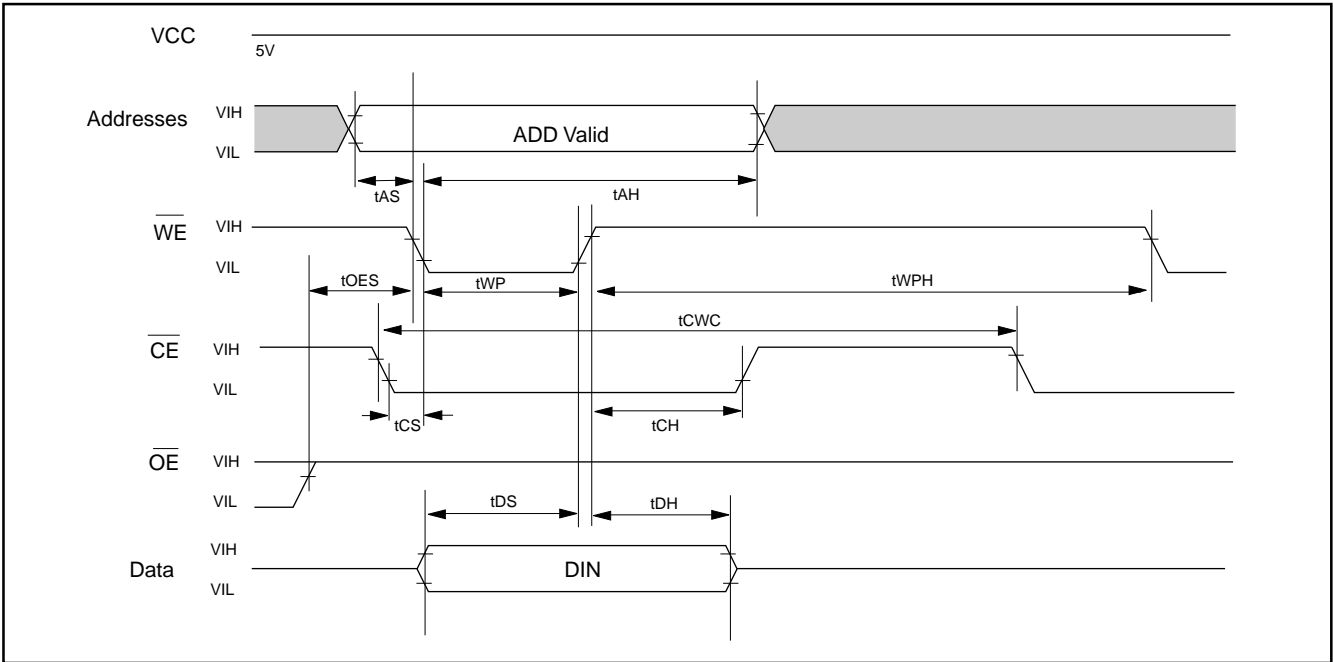 VCC
5V
Addresses
VIH
VIL
ADD Valid
tAS
tAH
WE
VIH
VIL
tOES
tWP
tWPH
tCWC
CE
VIH
VIL
tCS
tCH
OE
VIH
VIL
tDS
tDH
Data
VIH
VIL
DIN